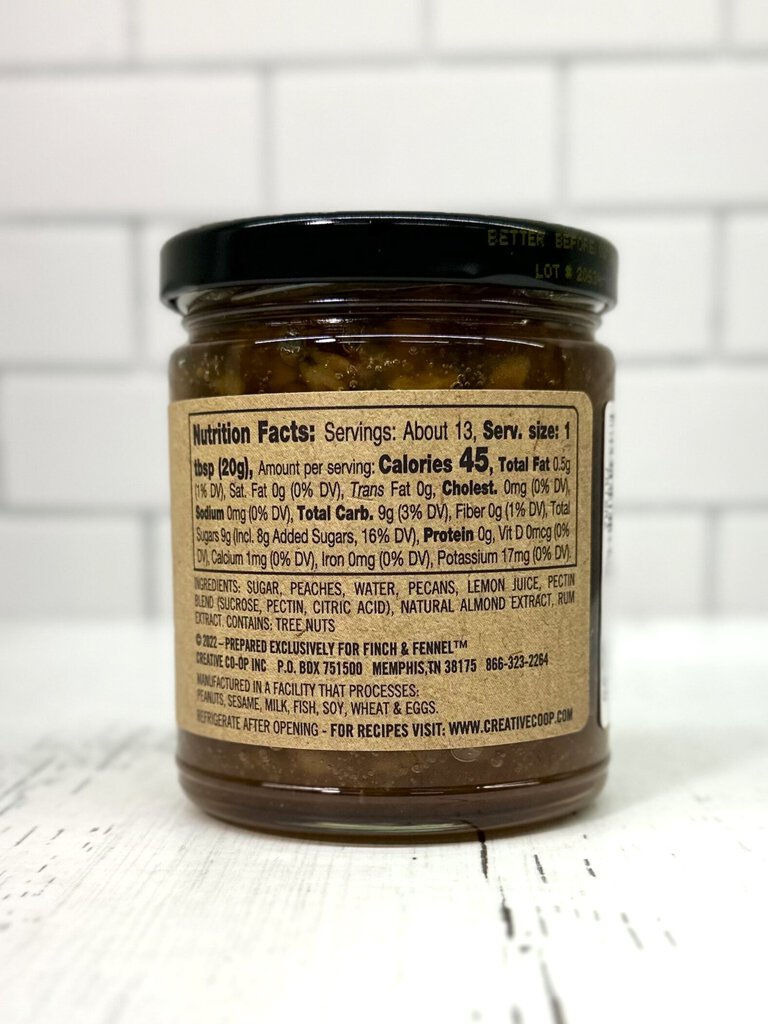 BETTER BEFORE
LOT #
Nutrition Facts: Servings: About 13, Serv. size: 1
tbsp (20g), Amount per serving: Calories 45, Total Fat 0.5g
(1% DV), Sat. Fat 0g (0% DV), Trans Fat 0g, Cholest. 0mg (0% DV),
Sodium 0mg (0% DV), Total Carb. 9g (3% DV), Fiber 0g (1% DV), Total
Sugars 9g (Incl. 8g Added Sugars, 16% DV), Protein 0g, Vit D 0mcg (0%
DV), Calcium 1mg (0% DV), Iron 0mg (0% DV), Potassium 17mg (0% DV).
INGREDIENTS: SUGAR, PEACHES, WATER, PECANS, LEMON JUICE, PECTIN
BLEND (SUCROSE, PECTIN, CITRIC ACID), NATURAL ALMOND EXTRACT, RUM
EXTRACT. CONTAINS: TREE NUTS
© 2022 – PREPARED EXCLUSIVELY FOR FINCH & FENNEL™
CREATIVE CO-OP INC P.O. BOX 751500 MEMPHIS,TN 38175 866-323-2264
MANUFACTURED IN A FACILITY THAT PROCESSES:
PEANUTS, SESAME, MILK, FISH, SOY, WHEAT & EGGS.
REFRIGERATE AFTER OPENING - FOR RECIPES VISIT: WWW.CREATIVECOOP.COM